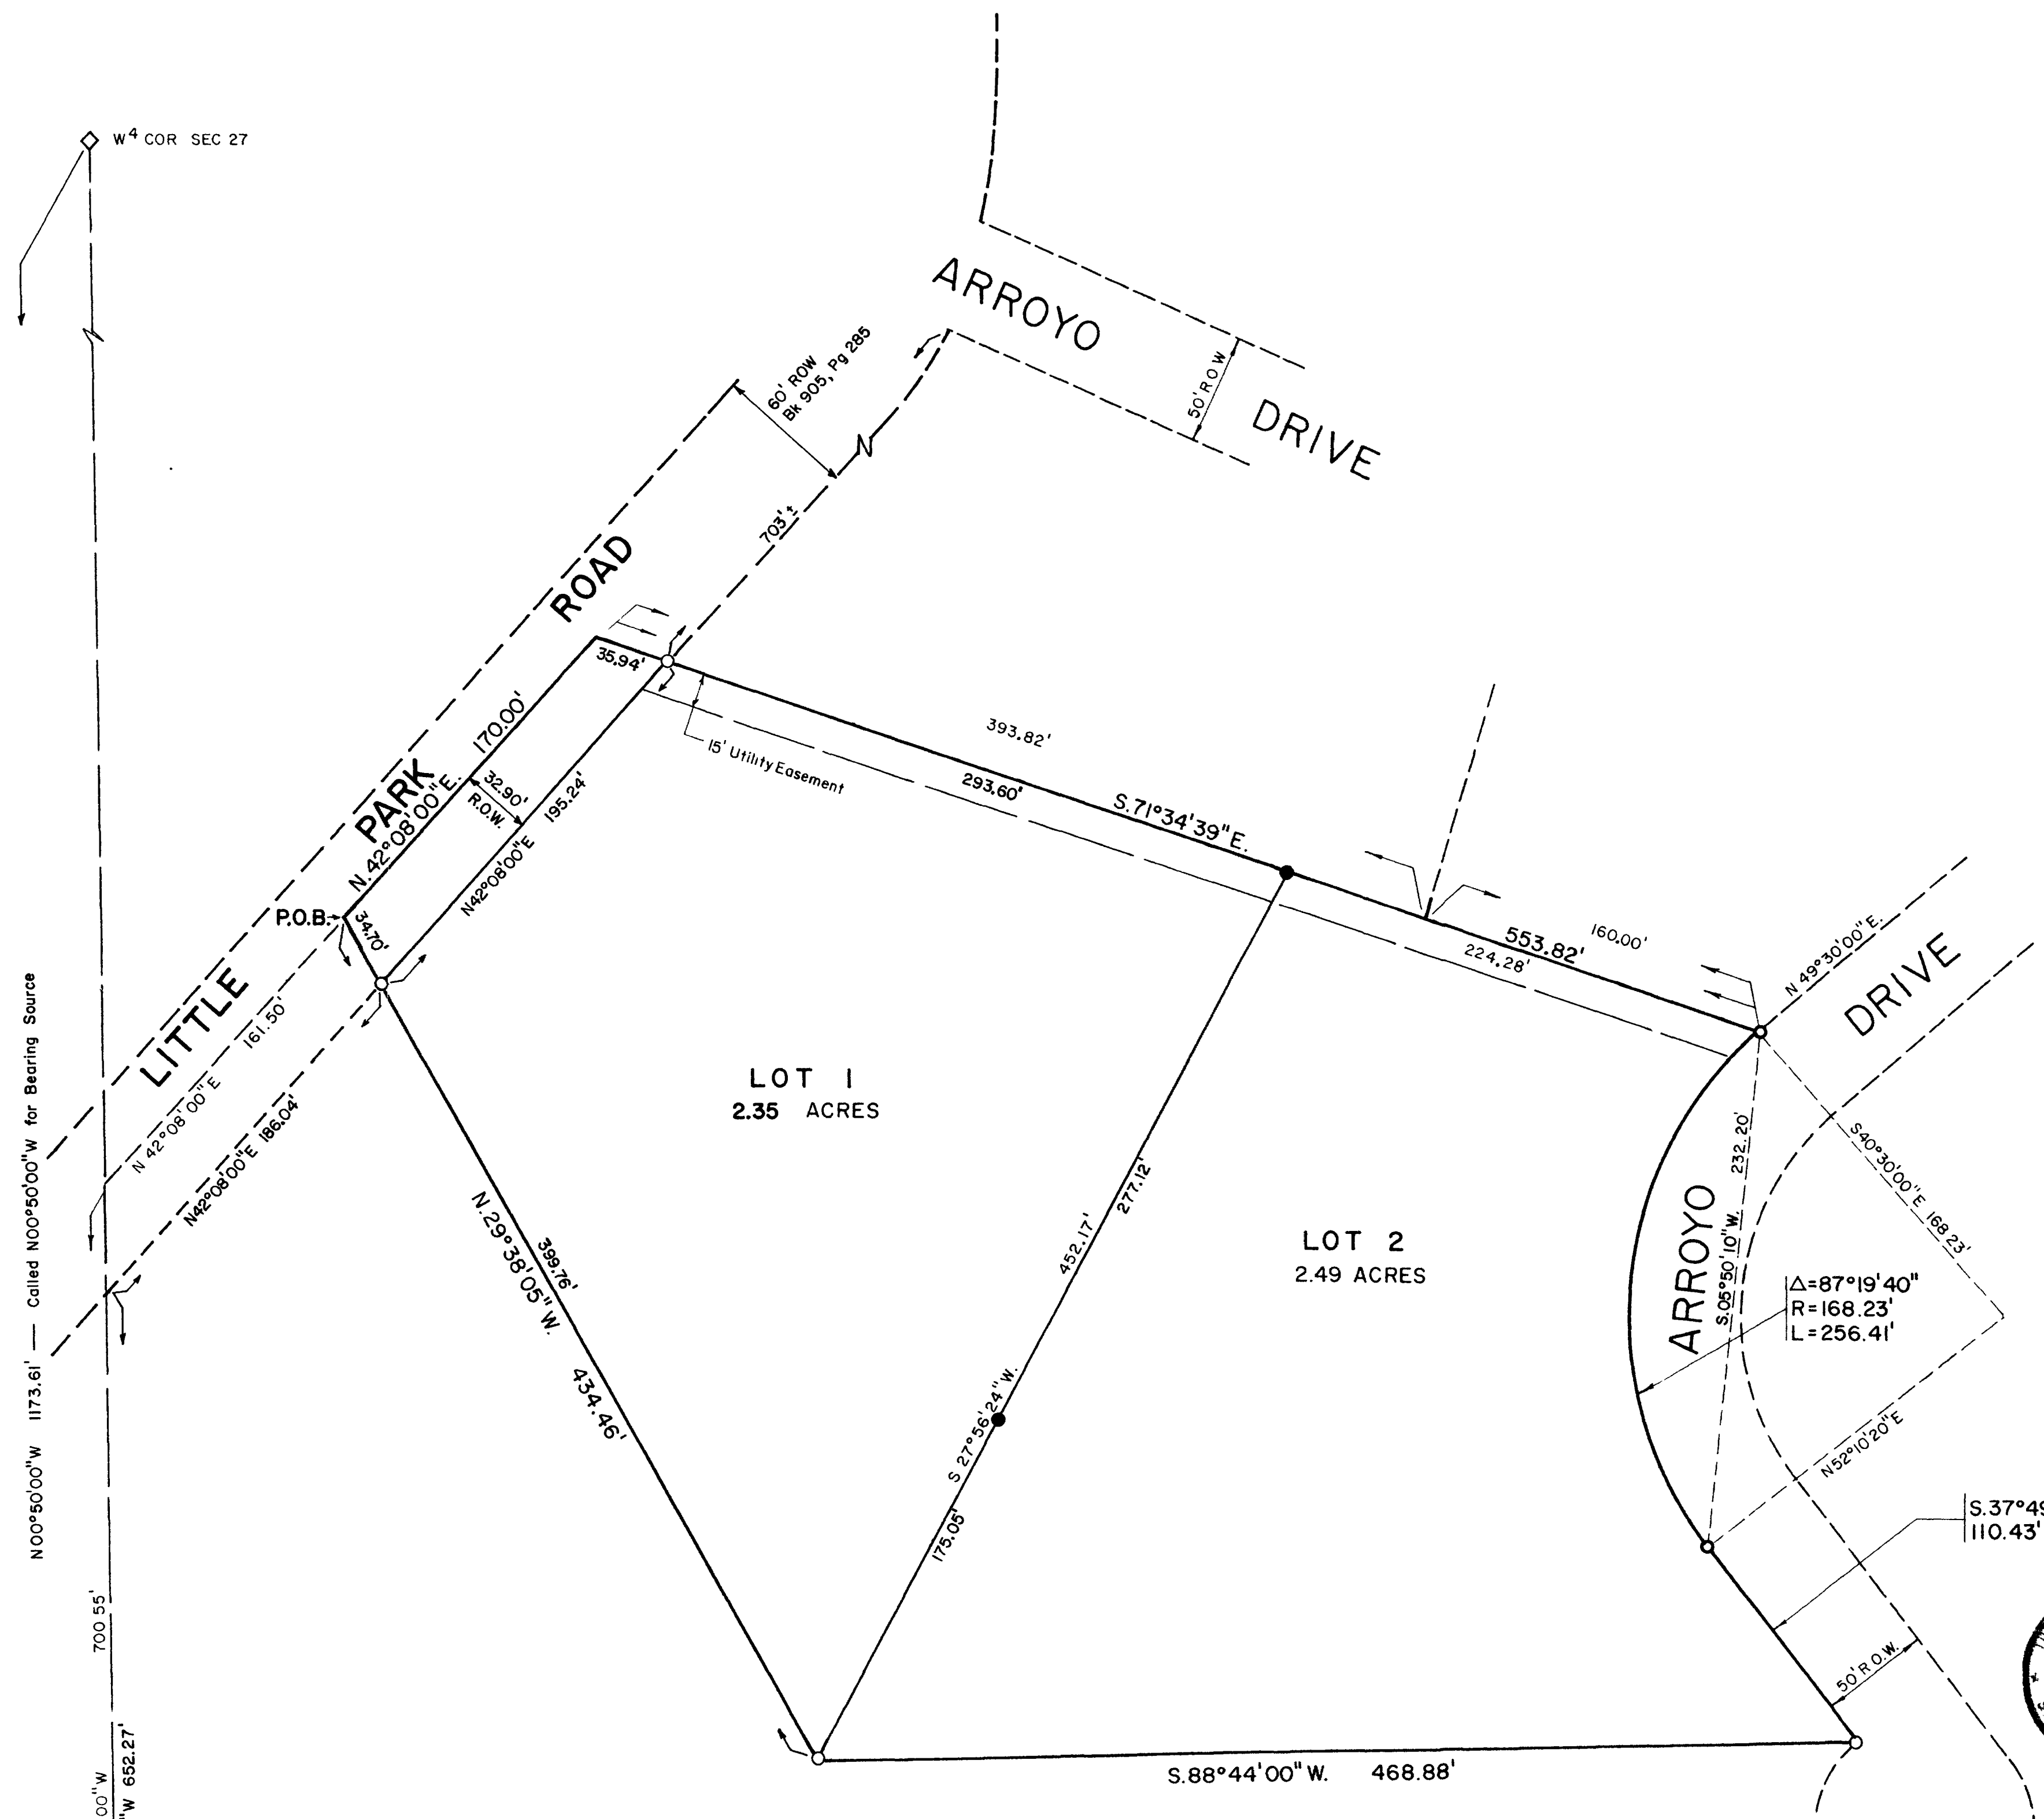 W4 COR SEC 27
ARROYO
DRIVE
50' R O W
60' ROW
Bk 905, Pg 285
N
703'±
LITTLE
PARK
ROAD
35.94'
N. 42°08'00"E.
170.00'
32.90'
R.O.W.
N42°08'00"E
195.24'
15' Utility Easement
393.82'
293.60'
S.71°34'39"E.
553.82'
160.00'
224.28'
P.O.B.
34.70'
N 42°08'00"E
161.50'
N42°08'00"E 186.04'
N 49°30'00"E.
DRIVE
LOT 1
2.35 ACRES
LOT 2
2.49 ACRES
N.29°38'05"W.
399.76'
434.46'
452.17'
277.12'
S 27°56'24"W.
175.05'
ARROYO
S.05°50'10"W.
232.20'
S40°30'00"E 168 23'
Δ=87°19'40"
R=168.23'
L=256.41'
N52°10'20"E
S.37°49
110.43'
50' R O.W.
S.88°44'00"W. 468.88'
N00°50'00"W 1173.61' — Called N00°50'00"W for Bearing Source
700 55'
00"W
"W 652.27'